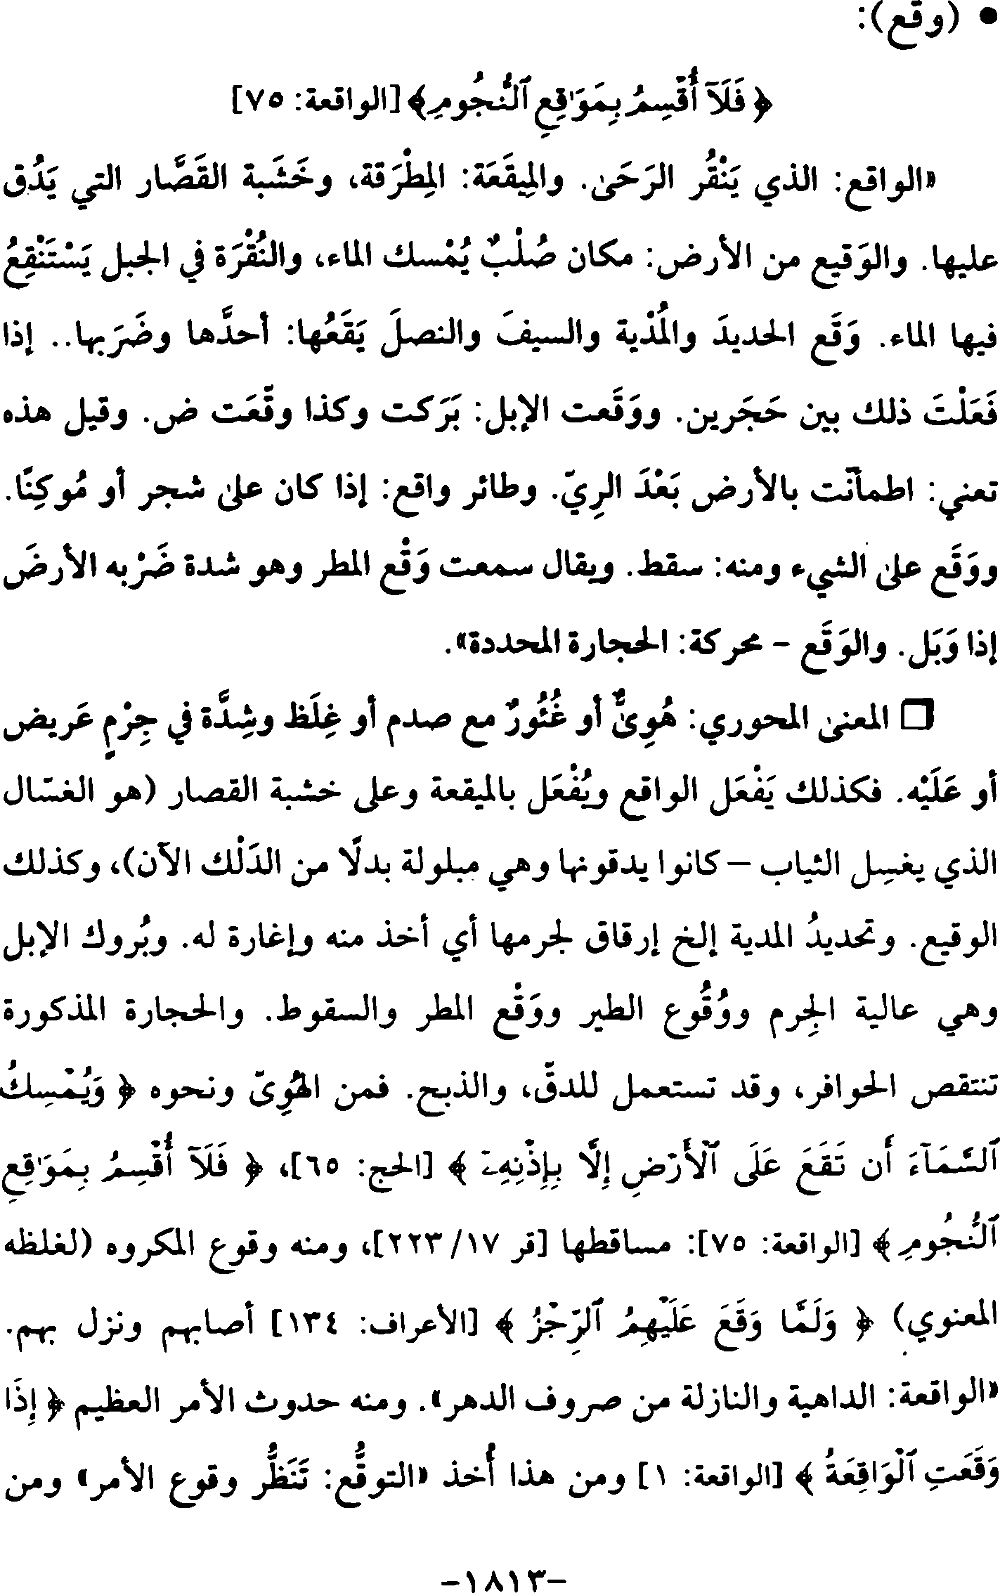 • (وقع):
﴿ فَلَآ أُقْسِمُ بِمَوَٰقِعِ ٱلنُّجُومِ﴾ [الواقعة: ٧٥]
«الواقع: الذي يَنْقُر الرَحَىٰ. والمِيقَعَة: المِطْرَقة، وخَشَبة القَصَّار التي يَدُق
عليها. والوَقيع من الأرض: مكان صُلْبٌ يُمْسك الماء، والنُقْرَة في الجبل يَسْتَنْقِعُ
فيها الماء. وَقَع الحديدَ والمُدْية والسيفَ والنصلَ يَقَعُها: أحدَّها وضَرَبها.. إذا
فَعَلْتَ ذلك بين حَجَرين. ووَقَعت الإبل: بَرَكت وكذا وقّعَت ض. وقيل هذه
تعني: اطمأنّت بالأرض بَعْدَ الرِيّ. وطائر واقع: إذا كان علىٰ شجر أو مُوكِنًا.
ووَقَع علىٰ الشيء ومنه: سقط. ويقال سمعت وَقْع المطر وهو شدة ضَرْبه الأرضَ
إذا وَبَل. والوَقَع - محركة: الحجارة المحددة».
❒ المعنىٰ المحوري: هُوِىٌّ أو غُئُورٌ مع صدم أو غِلَظ وشِدَّة في جِرْمٍ عَريض
أو عَلَيْه. فكذلك يَفْعَل الواقع ويُفْعَل بالميقعة وعلى خشبة القصار (هو الغسّال
الذي يغسِل الثياب – كانوا يدقونها وهي مبلولة بدلًا من الدَلْك الآن)، وكذلك
الوقيع. وتحديدُ المدية إلخ إرقاق لجرمها أي أخذ منه وإغارة له. وبُروك الإبل
وهي عالية الجِرم ووُقُوع الطير ووَقْع المطر والسقوط. والحجارة المذكورة
تنتقص الحوافر، وقد تستعمل للدقّ، والذبح. فمن الهُوِىّ ونحوه ﴿ وَيُمْسِكُ
ٱلسَّمَآءَ أَن تَقَعَ عَلَى ٱلْأَرْضِ إِلَّا بِإِذْنِهِۦٓ ﴾ [الحج: ٦٥]، ﴿ فَلَآ أُقْسِمُ بِمَوَٰقِعِ
ٱلنُّجُومِ﴾ [الواقعة: ٧٥]: مساقطها [قر ١٧/ ٢٢٣]، ومنه وقوع المكروه (لغلظه
المعنوي) ﴿ وَلَمَّا وَقَعَ عَلَيْهِمُ ٱلرِّجْزُ ﴾ [الأعراف: ١٣٤] أصابهم ونزل بهم.
«الواقعة: الداهية والنازلة من صروف الدهر». ومنه حدوث الأمر العظيم ﴿ إِذَا
وَقَعَتِ ٱلْوَاقِعَةُ ﴾ [الواقعة: ١] ومن هذا أُخذ «التوقُّع: تَنَظُّر وقوع الأمر» ومن
-١٨١٣-